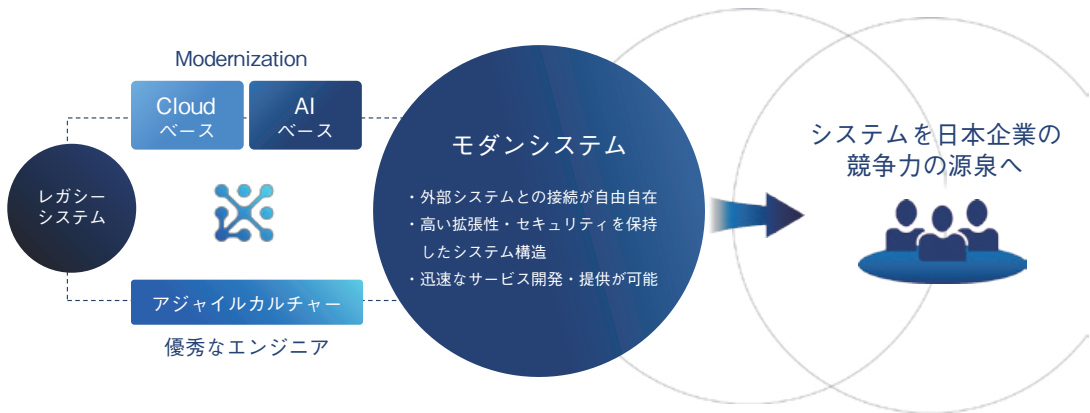 Modernization
Cloud
ベース
AI
ベース
レガシー
システム
アジャイルカルチャー
優秀なエンジニア
モダンシステム
・外部システムとの接続が自由自在
・高い拡張性・セキュリティを保持
したシステム構造
・迅速なサービス開発・提供が可能
システムを日本企業の
競争力の源泉へ